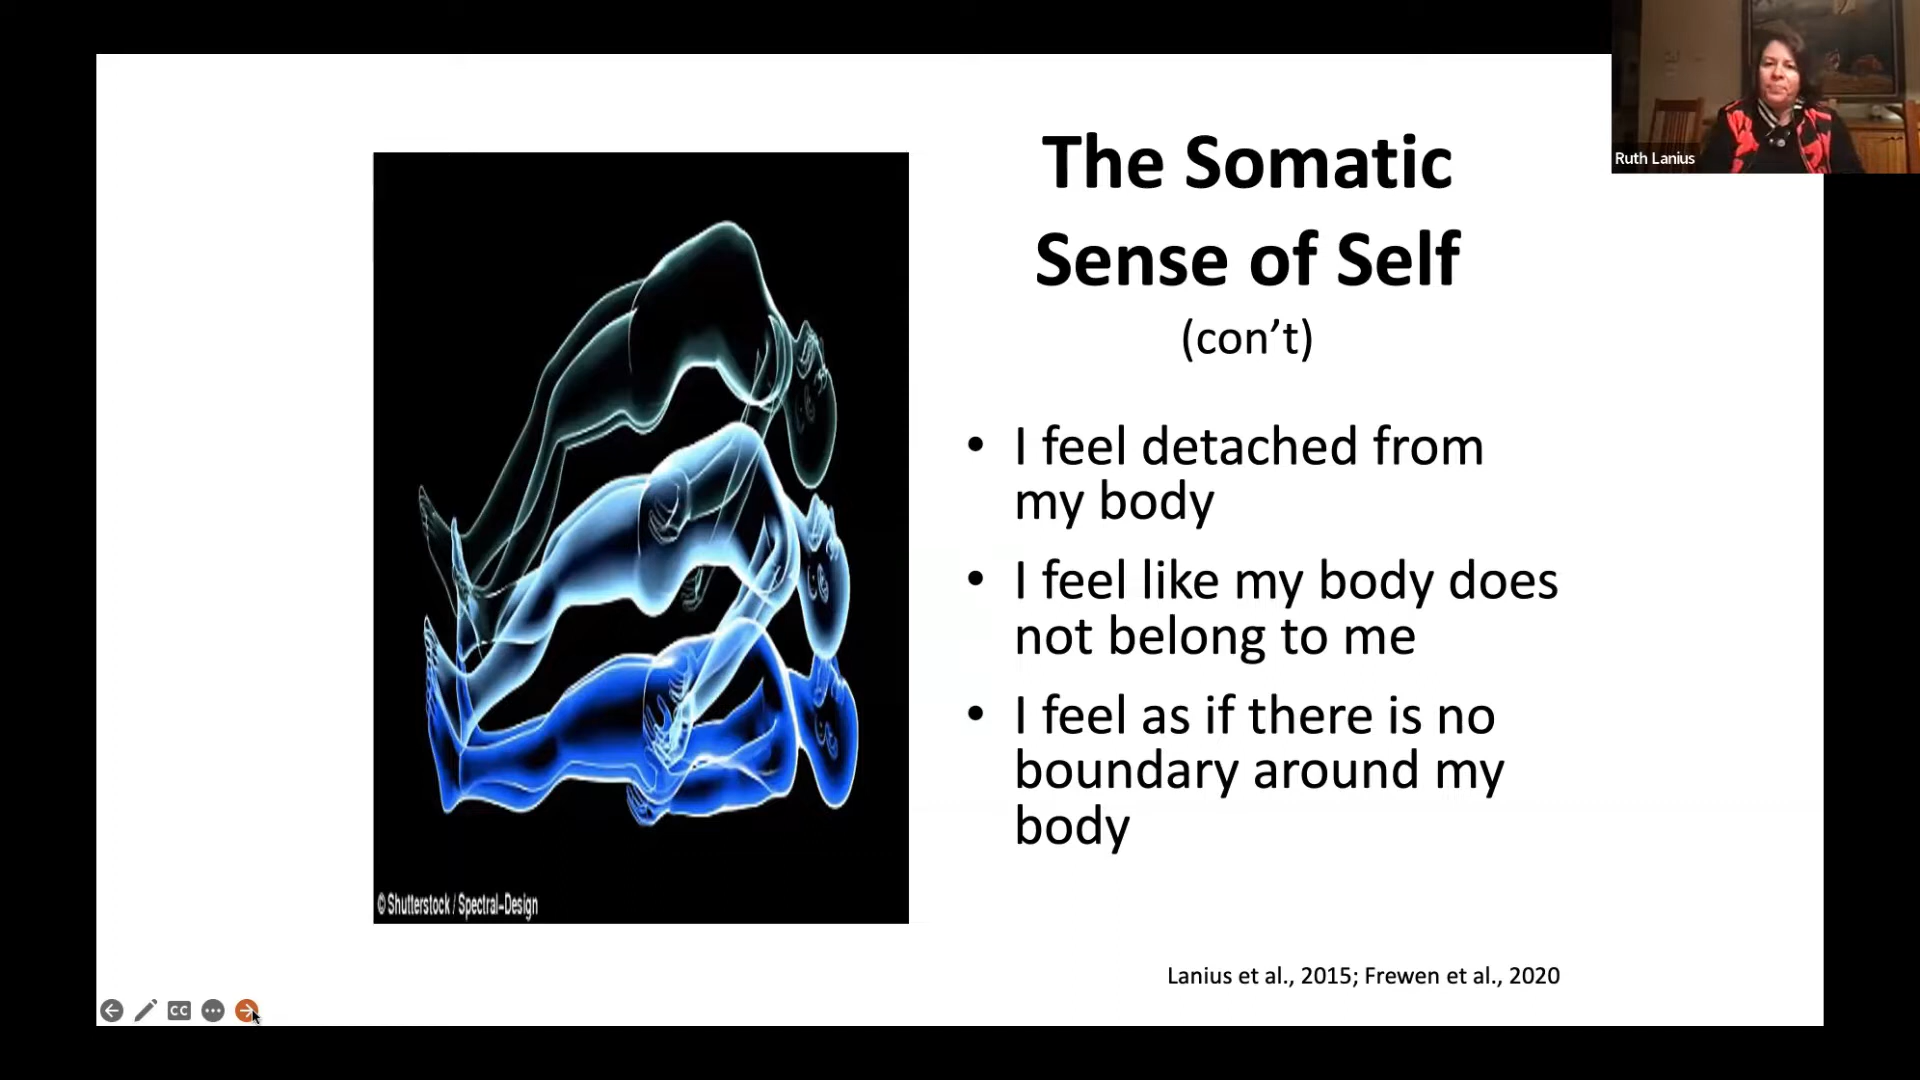 Ruth Lanius
The Somatic
Sense of Self
(con’t)
• I feel detached from
my body
• I feel like my body does
not belong to me
• I feel as if there is no
boundary around my
body
© Shutterstock / Spectral-Design
Lanius et al., 2015; Frewen et al., 2020
CC